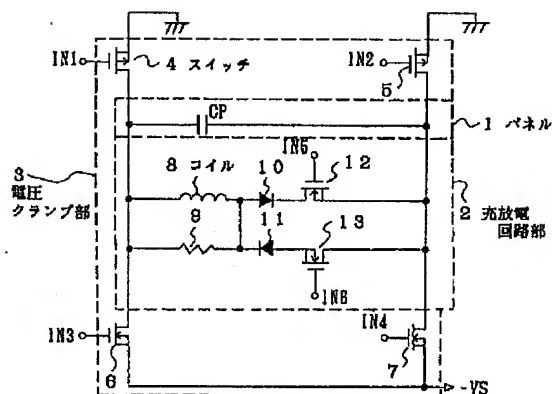 IN1
4 スイッチ
IN2
5
CP
1 パネル
IN5
8 コイル
10
12
3
電圧
クランプ部
9
11
13
2 充放電
回路部
IN6
IN3
6
IN4
7
-VS